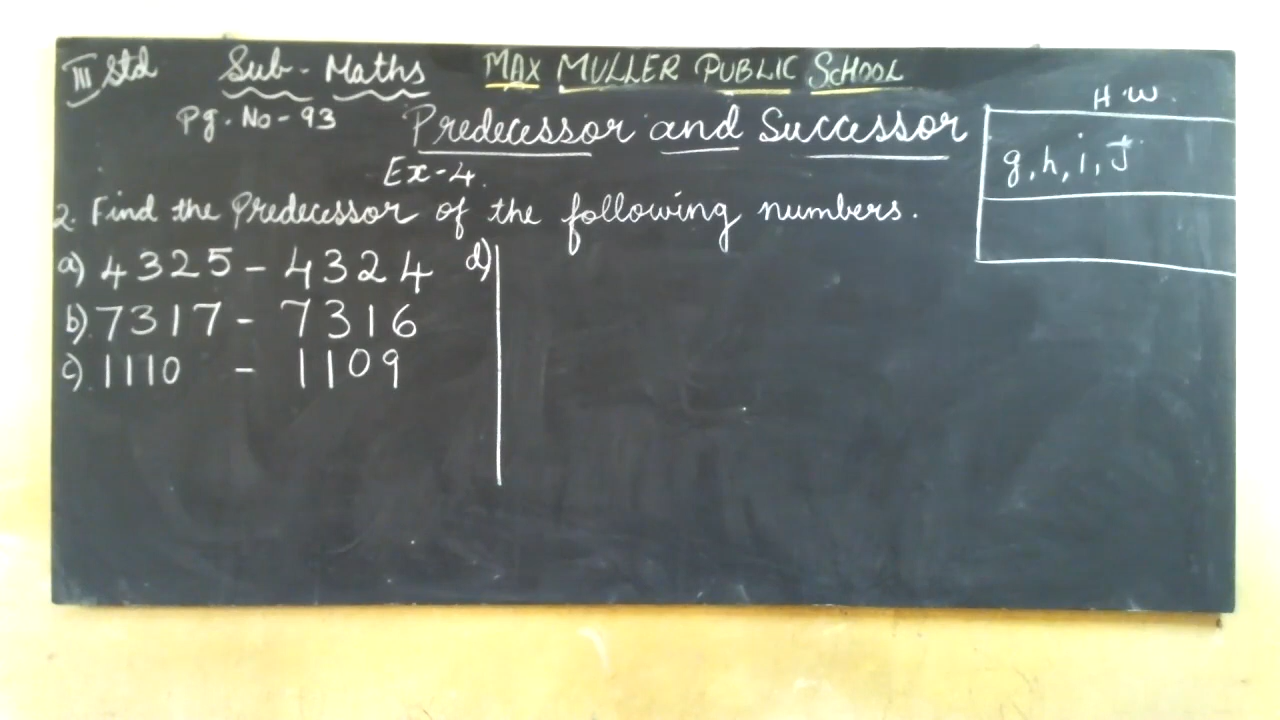 III Std Sub - Maths MAX MULLER PUBLIC SCHOOL
H.W.
Pg. No - 93 Predecessor and Successor
g, h, i, J
Ex - 4.
2. Find the Predecessor of the following numbers.
a) 4325 - 4324 d)
b) 7317 - 7316
c) 1110 - 1109